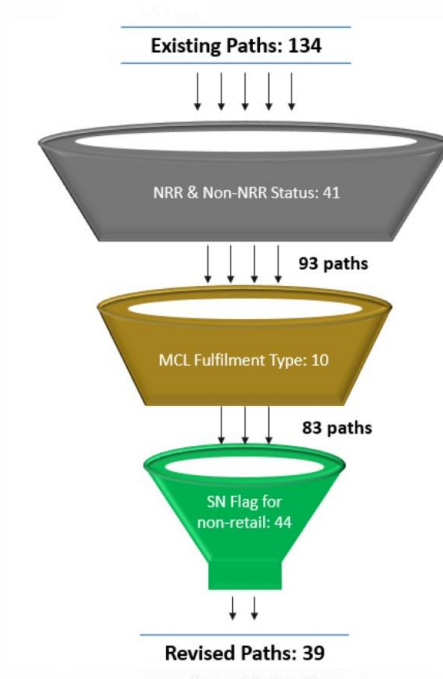 Existing Paths: 134
NRR & Non-NRR Status: 41
93 paths
MCL Fulfilment Type: 10
83 paths
SN Flag for
non-retail: 44
Revised Paths: 39